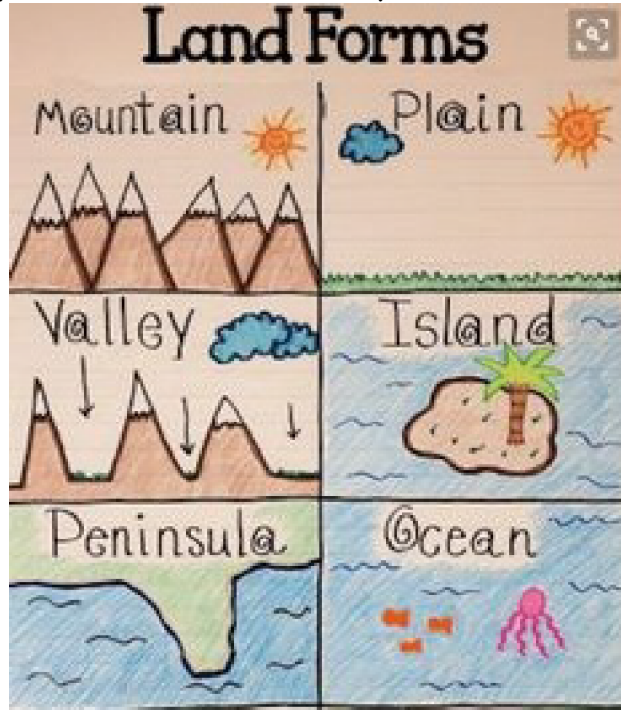 Land Forms
Mountain
Plain
Valley
Island
Peninsula
Ocean